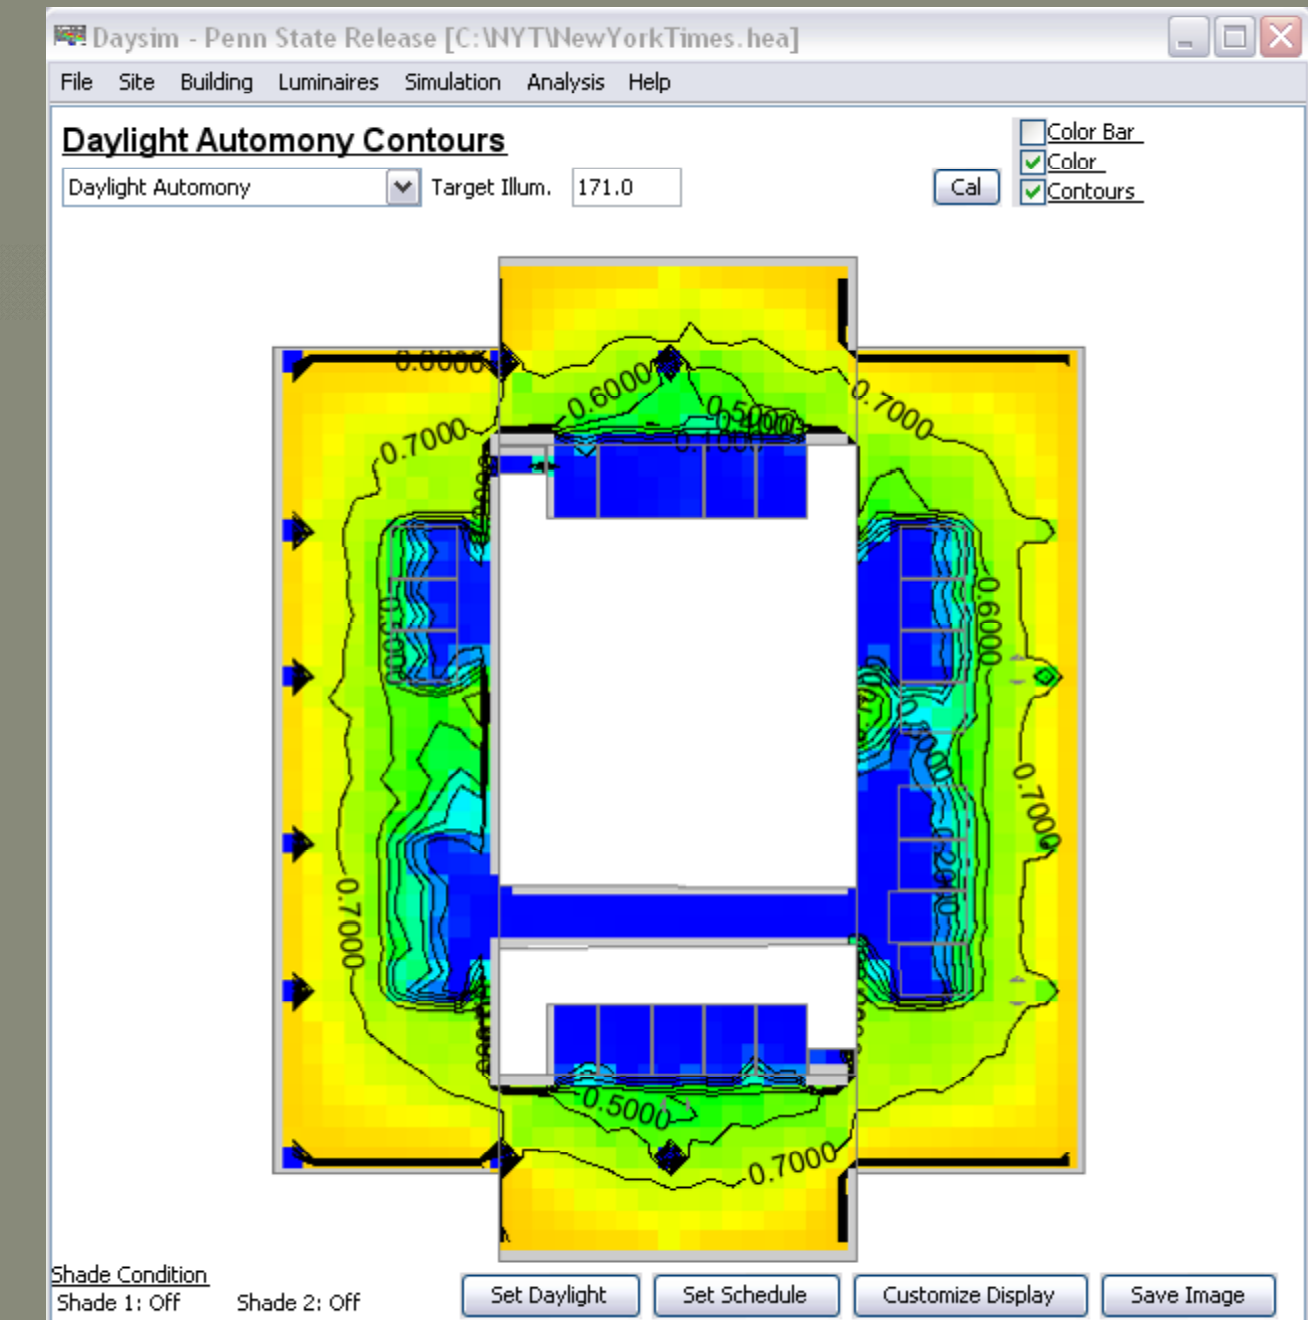 Daysim - Penn State Release [C:\NYT\NewYorkTimes.hea]
File Site Building Luminaires Simulation Analysis Help
Daylight Automony Contours
Color Bar
Color
Contours
Daylight Automony
Target Illum. 171.0
Cal
0.6000
0.5000
0.7000
0.7000
0.6000
0.5000
0.7000
0.7000
0.5000
0.7000
Shade Condition
Shade 1: Off Shade 2: Off
Set Daylight Set Schedule Customize Display Save Image